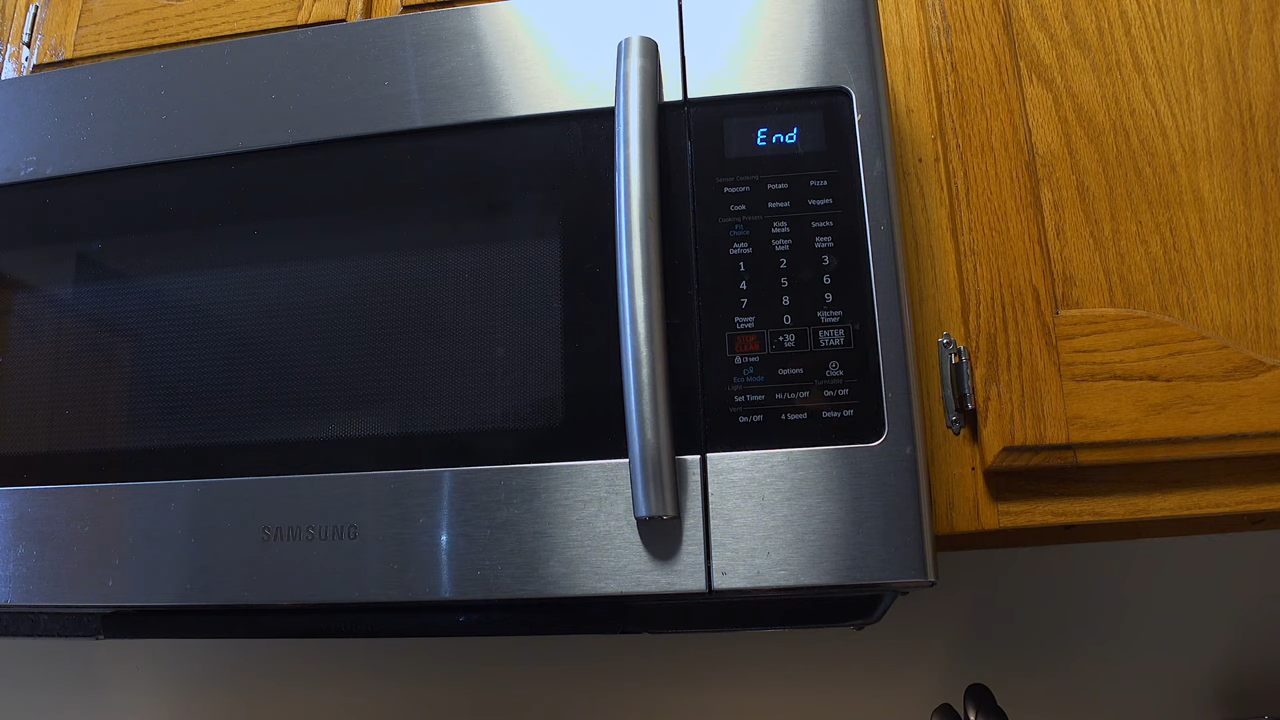 End
Sensor Cooking
Popcorn Potato Pizza
Cook Reheat Veggies
Cooking Presets
Fit Choice Kids Meals Snacks
Auto Defrost Soften Melt Keep Warm
1 2 3
4 5 6
7 8 9
Power Level 0 Kitchen Timer
STOP CLEAR +30 sec ENTER START
(3 sec)
Eco Mode Options Clock
Light Turntable
Set Timer Hi/Lo/Off On/Off
Vent
On/Off 4 Speed Delay Off
SAMSUNG